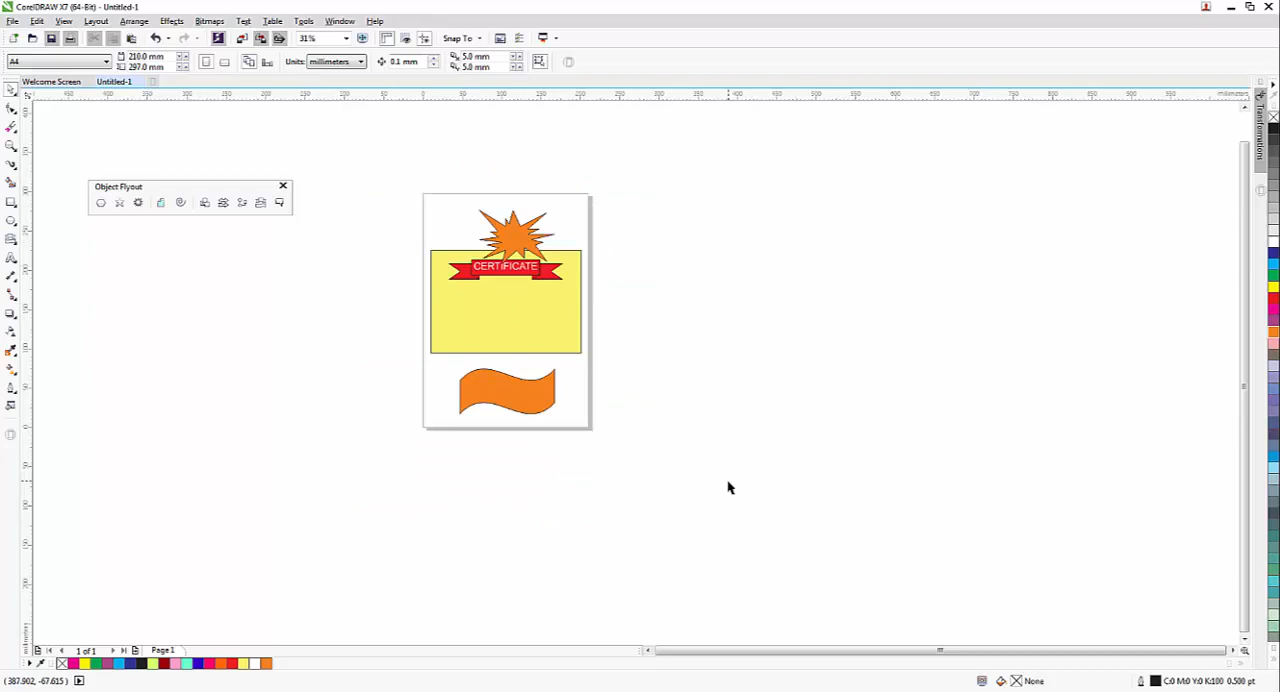 CorelDRAW X7 (64-Bit) - Untitled-1
File Edit View Layout Arrange Effects Bitmaps Text Table Tools Window Help
31% Snap To
A4 210.0 mm 297.0 mm Units: millimeters 0.1 mm 5.0 mm 5.0 mm
Welcome Screen Untitled-1
millimeters
Transformations
Object Flyout
CERTIFICATE
1 of 1 Page 1
(387.902, -67.615) None C:0 M:0 Y:0 K:100 0.500 pt